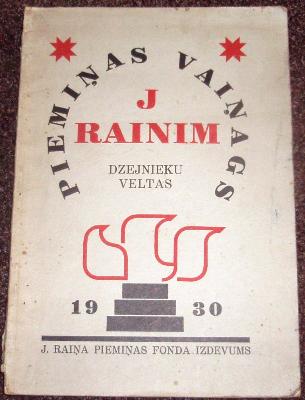 PIEMIŅAS VAIŅAGS
J
RAINIM
DZEJNIEKU
VELTAS
19 30
J. RAIŅA PIEMIŅAS FONDA IZDEVUMS